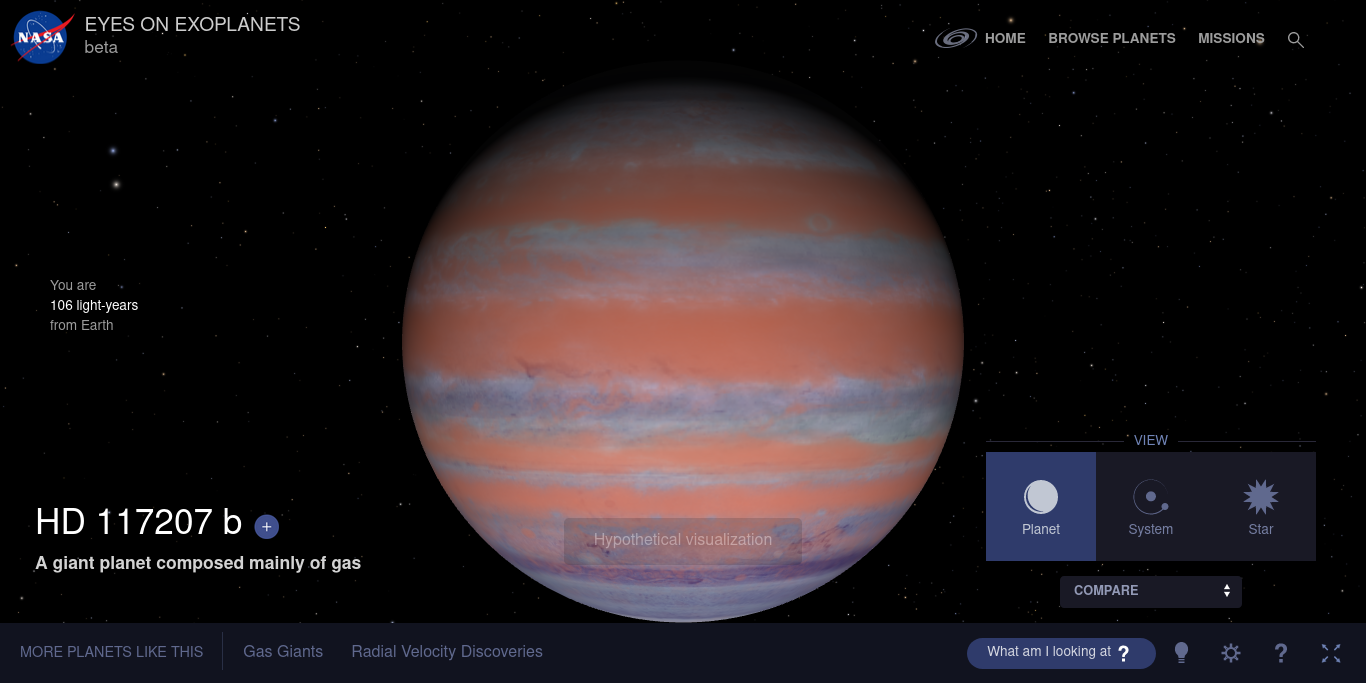 NASA
EYES ON EXOPLANETS
beta
HOME
BROWSE PLANETS
MISSIONS
You are
106 light-years
from Earth
HD 117207 b +
A giant planet composed mainly of gas
Hypothetical visualization
VIEW
Planet
System
Star
COMPARE
MORE PLANETS LIKE THIS
Gas Giants
Radial Velocity Discoveries
What am I looking at ?
?